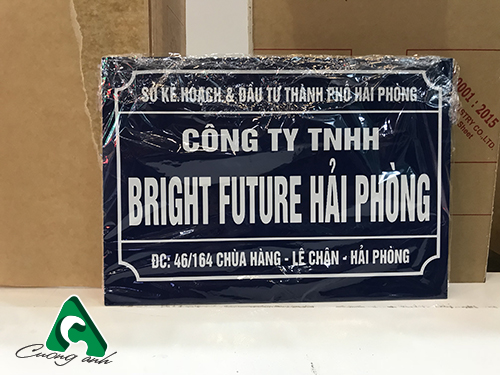 SỞ KẾ HOẠCH & ĐẦU TƯ THÀNH PHỐ HẢI PHÒNG
CÔNG TY TNHH
BRIGHT FUTURE HẢI PHÒNG
ĐC: 46/164 CHÙA HÀNG - LÊ CHÂN - HẢI PHÒNG
Cuong anh